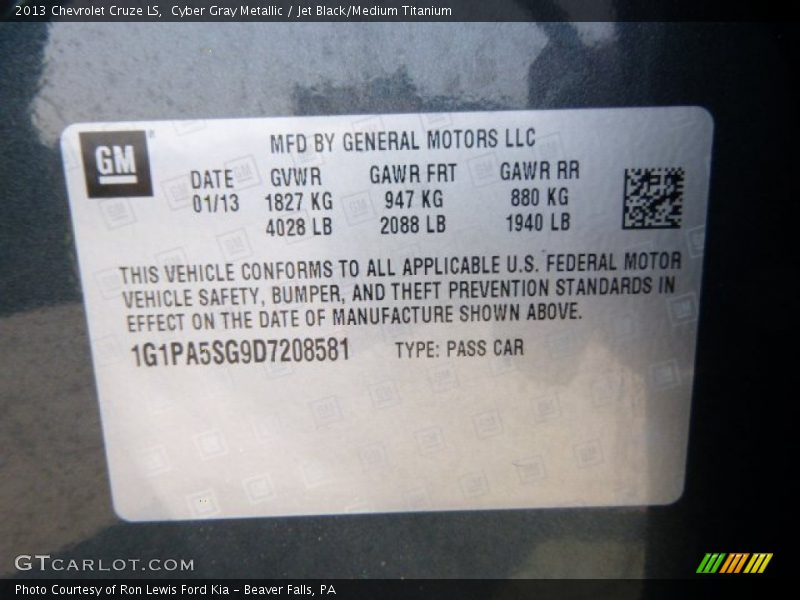 2013 Chevrolet Cruze LS,  Cyber Gray Metallic / Jet Black/Medium Titanium
MFD BY GENERAL MOTORS LLC
GM
DATE GVWR GAWR FRT GAWR RR
01/13 1827 KG 947 KG 880 KG
4028 LB 2088 LB 1940 LB
THIS VEHICLE CONFORMS TO ALL APPLICABLE U.S. FEDERAL MOTOR
VEHICLE SAFETY, BUMPER, AND THEFT PREVENTION STANDARDS IN
EFFECT ON THE DATE OF MANUFACTURE SHOWN ABOVE.
1G1PA5SG9D7208581 TYPE: PASS CAR
GTCARLOT.COM
Photo Courtesy of Ron Lewis Ford Kia - Beaver Falls, PA